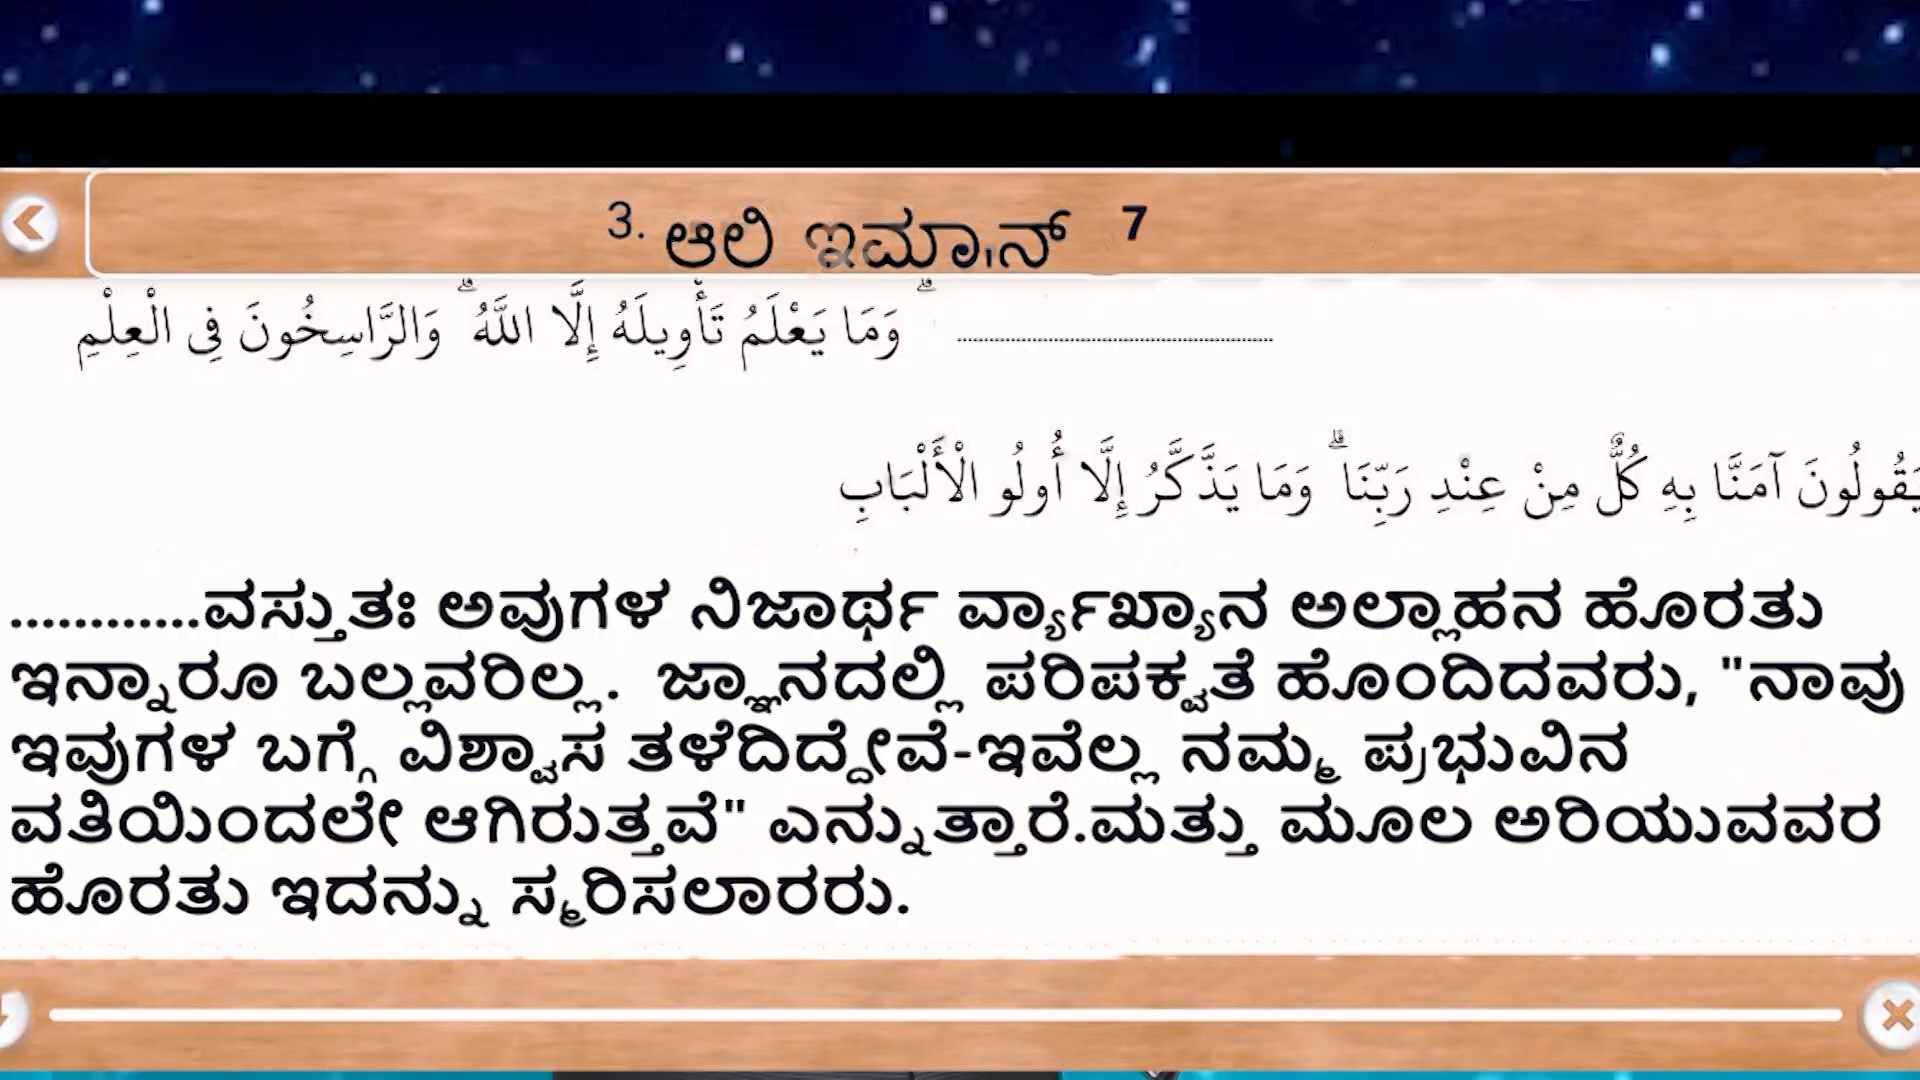 3. ಆಲಿ ಇಮ್ರಾನ್ 7
................ ۗ وَمَا يَعْلَمُ تَأْوِيلَهُ إِلَّا اللَّهُ ۗ وَالرَّاسِخُونَ فِي الْعِلْمِ
يَقُولُونَ آمَنَّا بِهِ كُلٌّ مِنْ عِنْدِ رَبِّنَا ۗ وَمَا يَذَّكَّرُ إِلَّا أُولُو الْأَلْبَابِ
............ವಸ್ತುತಃ ಅವುಗಳ ನಿಜಾರ್ಥ ವ್ರ್ಯಾಖ್ಯಾನ ಅಲ್ಲಾಹನ ಹೊರತು
ಇನ್ನಾರೂ ಬಲ್ಲವರಿಲ್ಲ. ಜ್ಞಾನದಲ್ಲಿ ಪರಿಪಕ್ವತೆ ಹೊಂದಿದವರು, "ನಾವು
ಇವುಗಳ ಬಗ್ಗೆ ವಿಶ್ವಾಸ ತಳೆದಿದ್ದೇವೆ-ಇವೆಲ್ಲ ನಮ್ಮ ಪ್ರಭುವಿನ
ವತಿಯಿಂದಲೇ ಆಗಿರುತ್ತವೆ" ಎನ್ನುತ್ತಾರೆ.ಮತ್ತು ಮೂಲ ಅರಿಯುವವರ
ಹೊರತು ಇದನ್ನು ಸ್ಮರಿಸಲಾರರು.